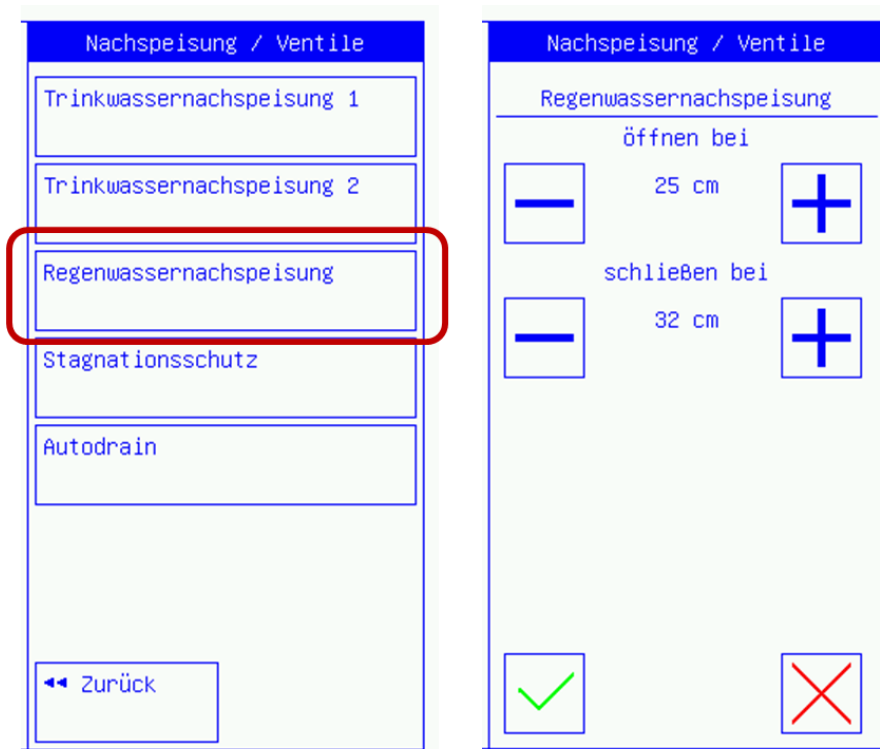 Nachspeisung / Ventile
Trinkwassernachspeisung 1
Trinkwassernachspeisung 2
Regenwassernachspeisung
Stagnationsschutz
Autodrain
◄◄ Zurück
Nachspeisung / Ventile
Regenwassernachspeisung
öffnen bei
25 cm
schließen bei
32 cm